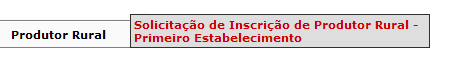 Produtor Rural
Solicitação de Inscrição de Produtor Rural -
Primeiro Estabelecimento